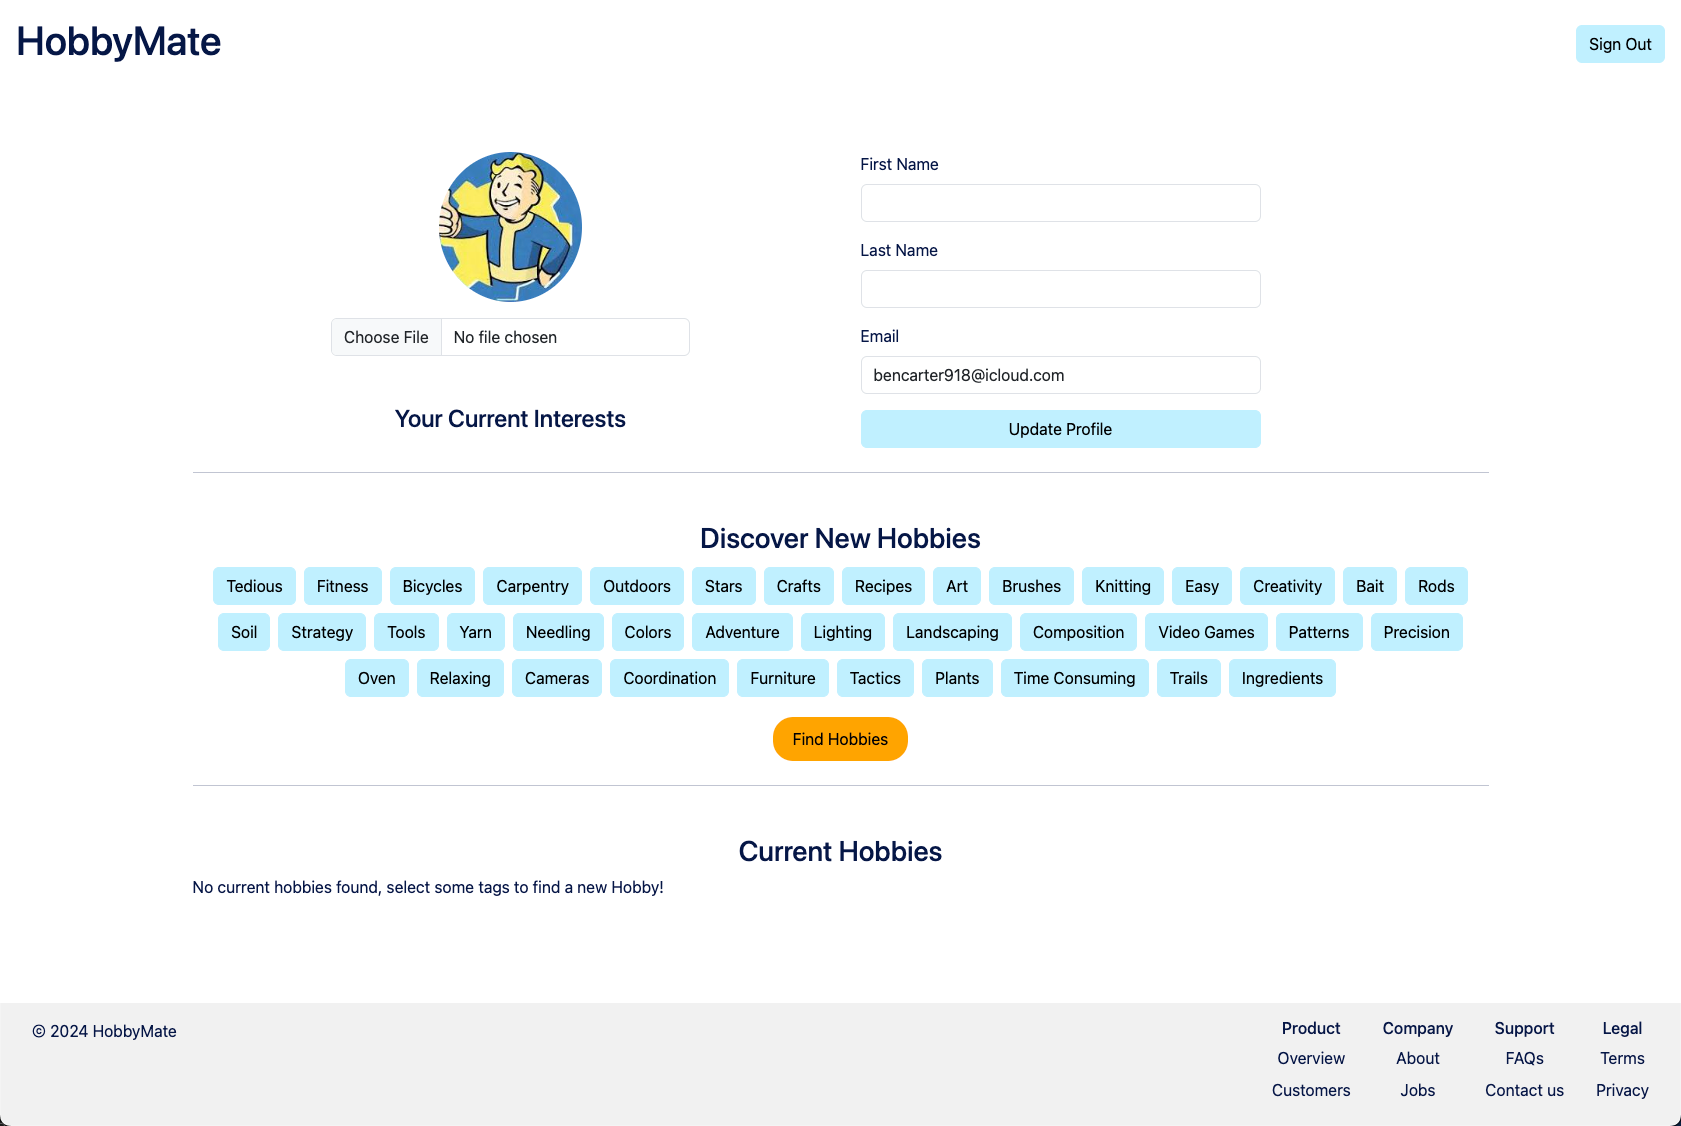 HobbyMate
Sign Out
First Name
Last Name
Email
bencarter918@icloud.com
Update Profile
Choose File No file chosen
Your Current Interests
Discover New Hobbies
Tedious Fitness Bicycles Carpentry Outdoors Stars Crafts Recipes Art Brushes Knitting Easy Creativity Bait Rods
Soil Strategy Tools Yarn Needling Colors Adventure Lighting Landscaping Composition Video Games Patterns Precision
Oven Relaxing Cameras Coordination Furniture Tactics Plants Time Consuming Trails Ingredients
Find Hobbies
Current Hobbies
No current hobbies found, select some tags to find a new Hobby!
© 2024 HobbyMate
Product Company Support Legal
Overview About FAQs Terms
Customers Jobs Contact us Privacy